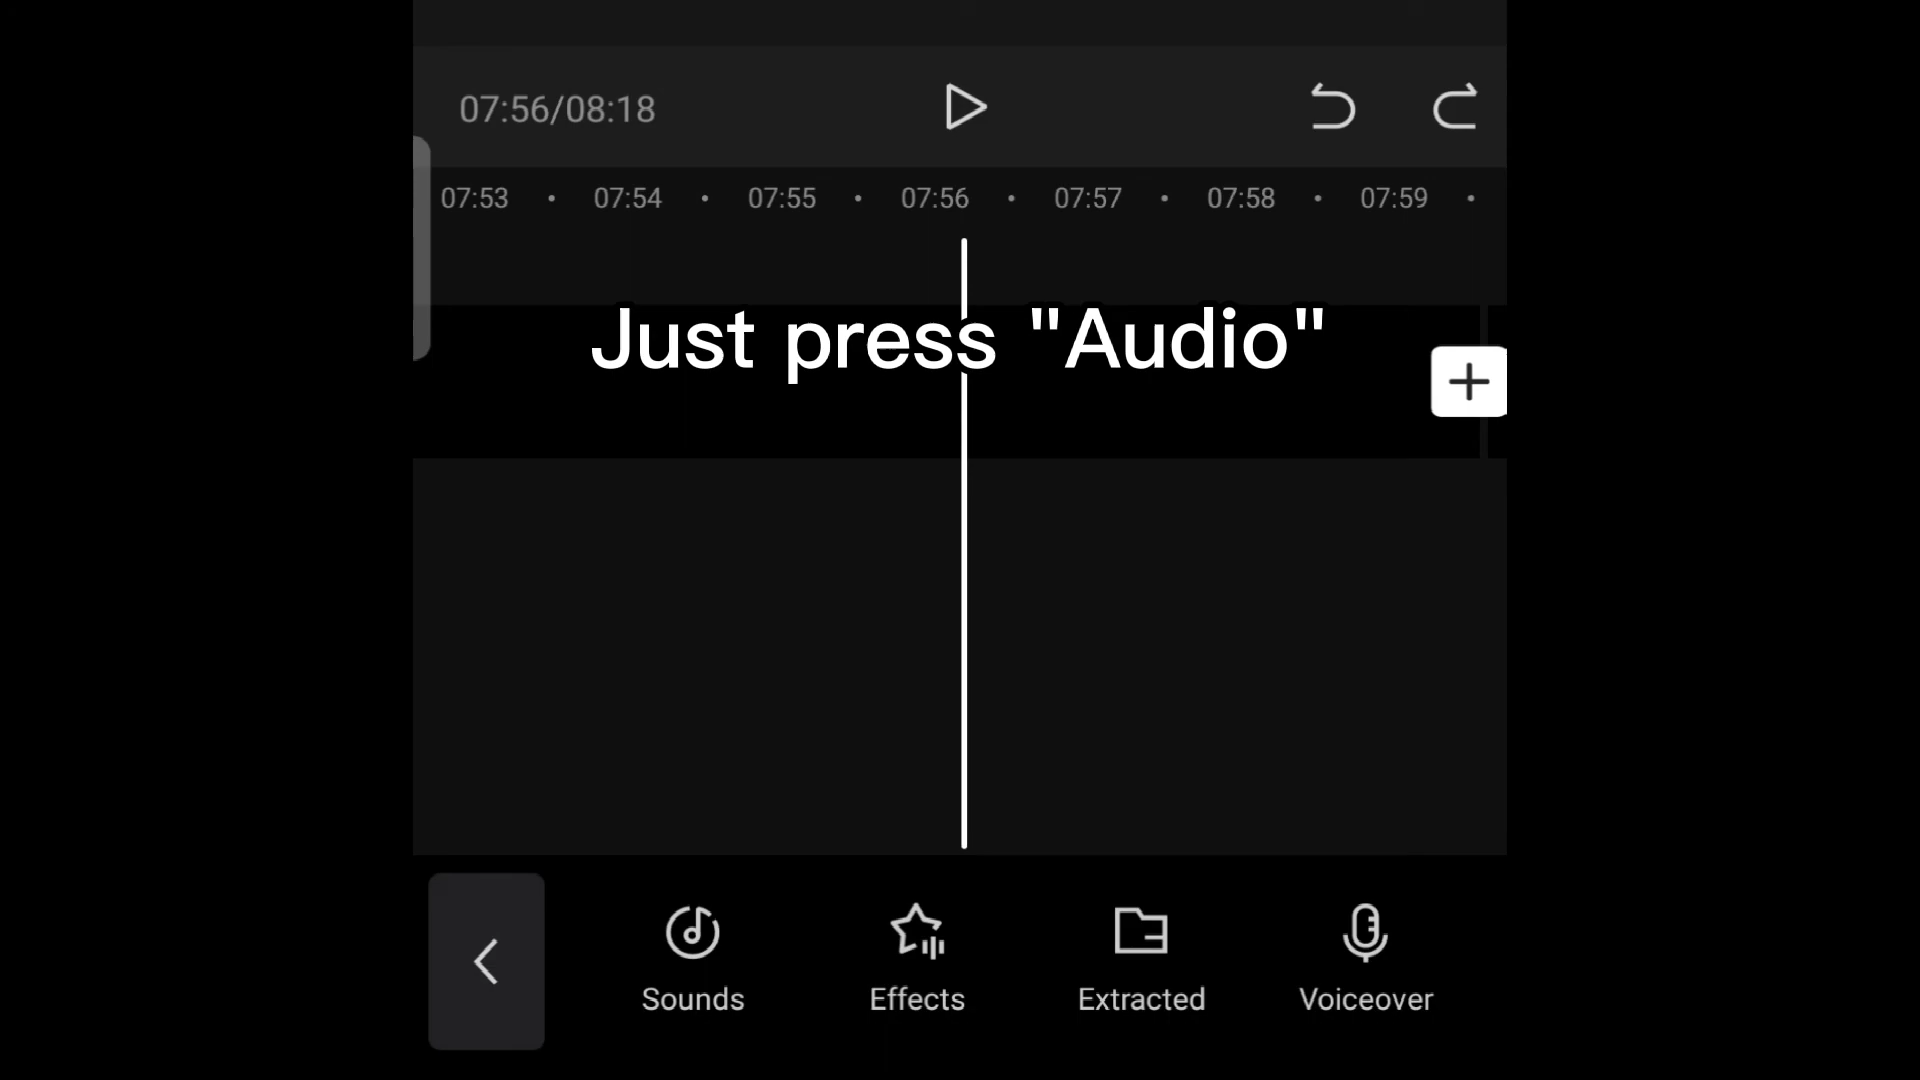 07:56/08:18
07:53 • 07:54 • 07:55 • 07:56 • 07:57 • 07:58 • 07:59 •
Just press "Audio"
Sounds Effects Extracted Voiceover